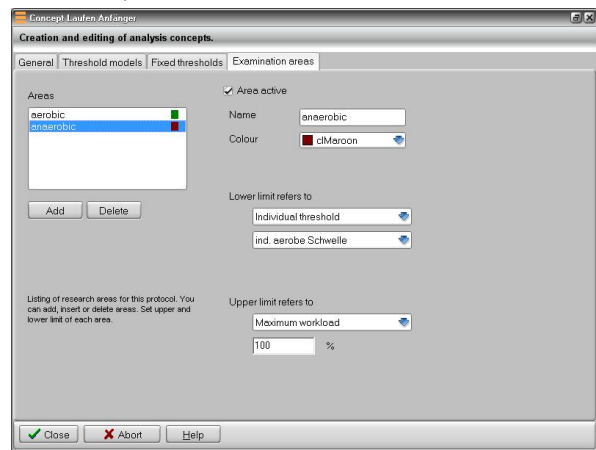 Concept Laufen Anfänger
Creation and editing of analysis concepts.
General Threshold models Fixed thresholds Examination areas
Areas
aerobic
anaerobic
Add Delete
Listing of research areas for this protocol. You
can add, insert or delete areas. Set upper and
lower limit of each area.
Area active
Name anaerobic
Colour clMaroon
Lower limit refers to
Individual threshold
ind. aerobe Schwelle
Upper limit refers to
Maximum workload
100 %
Close Abort Help